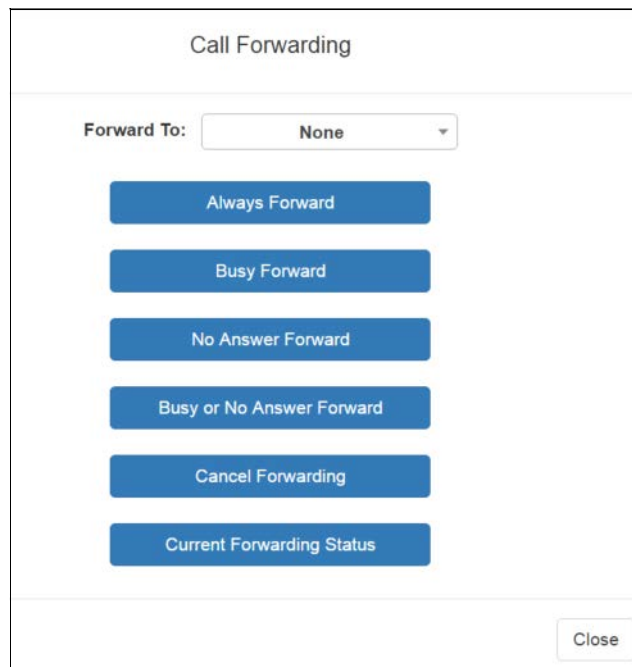 Call Forwarding
Forward To: None
Always Forward
Busy Forward
No Answer Forward
Busy or No Answer Forward
Cancel Forwarding
Current Forwarding Status
Close